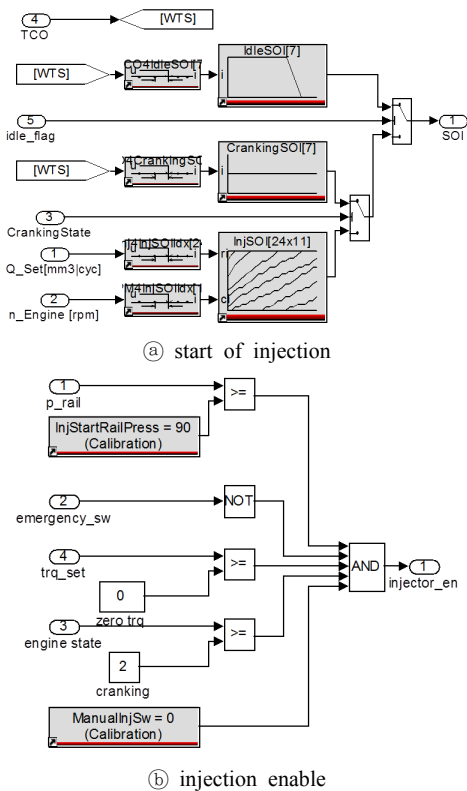 4
TCO
[WTS]
IdleSOI[7]
[WTS]
CO4IdleSOI[7
u
i
i
5
idle_flag
1
SOI
CrankingSOI[7]
[WTS]
u
i
i
3
CrankingState
1
Q_Set[mm3|cyc]
u
i
InjSOI[24x11]
2
n_Engine [rpm]
u
i
ⓐ start of injection
1
p_rail
>=
InjStartRailPress = 90
(Calibration)
2
emergency_sw
NOT
4
trq_set
>=
AND
1
injector_en
0
zero trq
3
engine state
>=
2
cranking
ManualInjSw = 0
(Calibration)
ⓑ injection enable